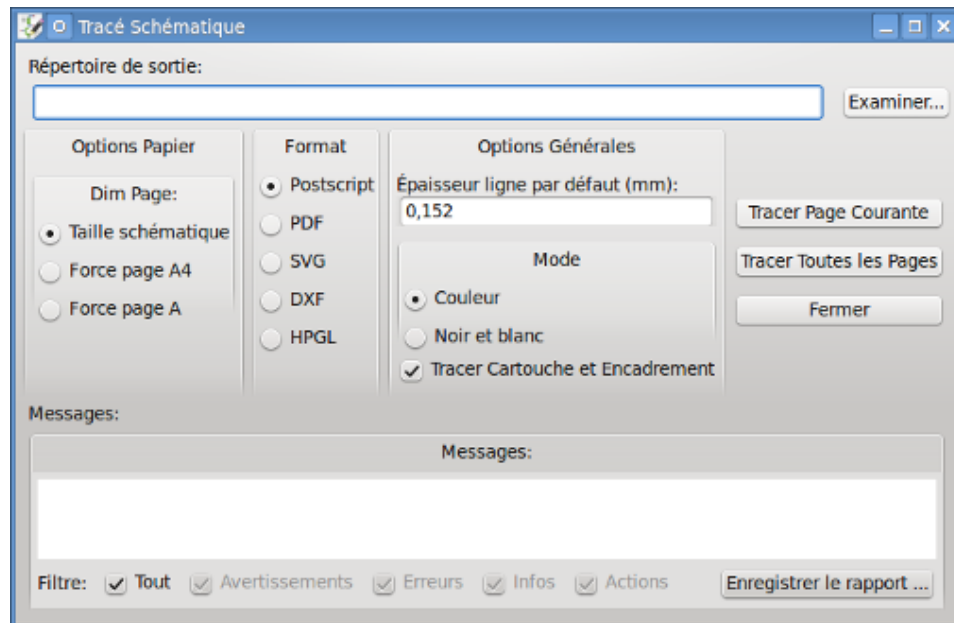 Tracé Schématique
Répertoire de sortie:
Examiner...
Options Papier
Dim Page:
Taille schématique
Force page A4
Force page A
Format
Postscript
PDF
SVG
DXF
HPGL
Options Générales
Épaisseur ligne par défaut (mm):
0,152
Mode
Couleur
Noir et blanc
Tracer Cartouche et Encadrement
Tracer Page Courante
Tracer Toutes les Pages
Fermer
Messages:
Messages:
Filtre: Tout Avertissements Erreurs Infos Actions Enregistrer le rapport ...